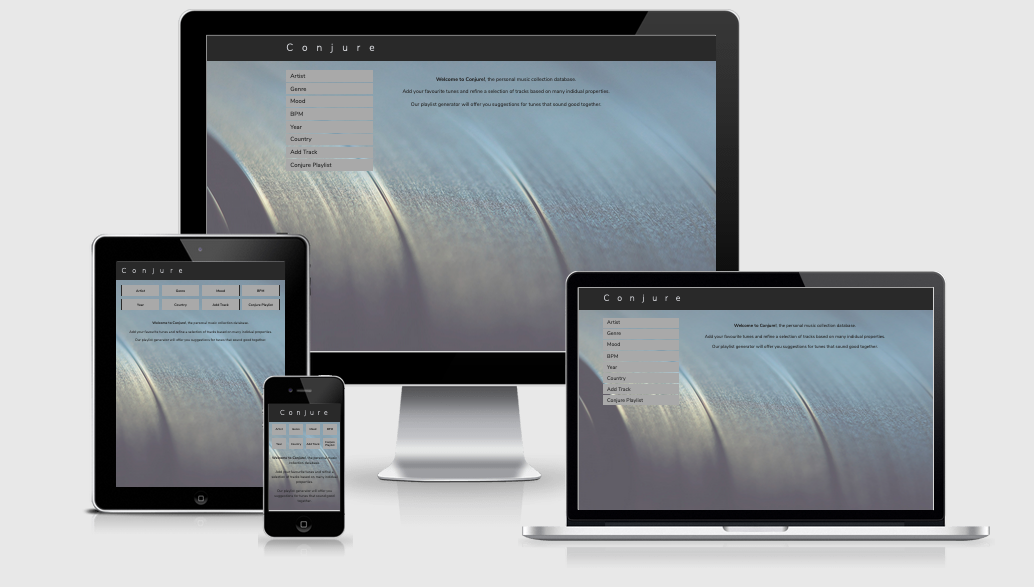 C o n j u r e
Artist
Genre
Mood
BPM
Year
Country
Add Track
Conjure Playlist
Welcome to Conjure!, the personal music collection database.
Add your favourite tunes and refine a selection of tracks based on many indidual properties.
Our playlist generator will offer you suggestions for tunes that sound good together.
C o n j u r e
Artist Genre Mood BPM
Year Country Add Track Conjure Playlist
Welcome to Conjure!, the personal music collection database.
Add your favourite tunes and refine a selection of tracks based on many indidual properties.
Our playlist generator will offer you suggestions for tunes that sound good together.
C o n j u r e
Artist Genre Mood BPM
Year Country Add Track Conjure
Playlist
Welcome to Conjure!, the personal music
collection database.
Add your favourite tunes and refine a
selection of tracks based on many indidual
properties.
Our playlist generator will offer you
suggestions for tunes that sound good
together.
C o n j u r e
Artist
Genre
Mood
BPM
Year
Country
Add Track
Conjure Playlist
Welcome to Conjure!, the personal music collection database.
Add your favourite tunes and refine a selection of tracks based on many indidual properties.
Our playlist generator will offer you suggestions for tunes that sound good together.